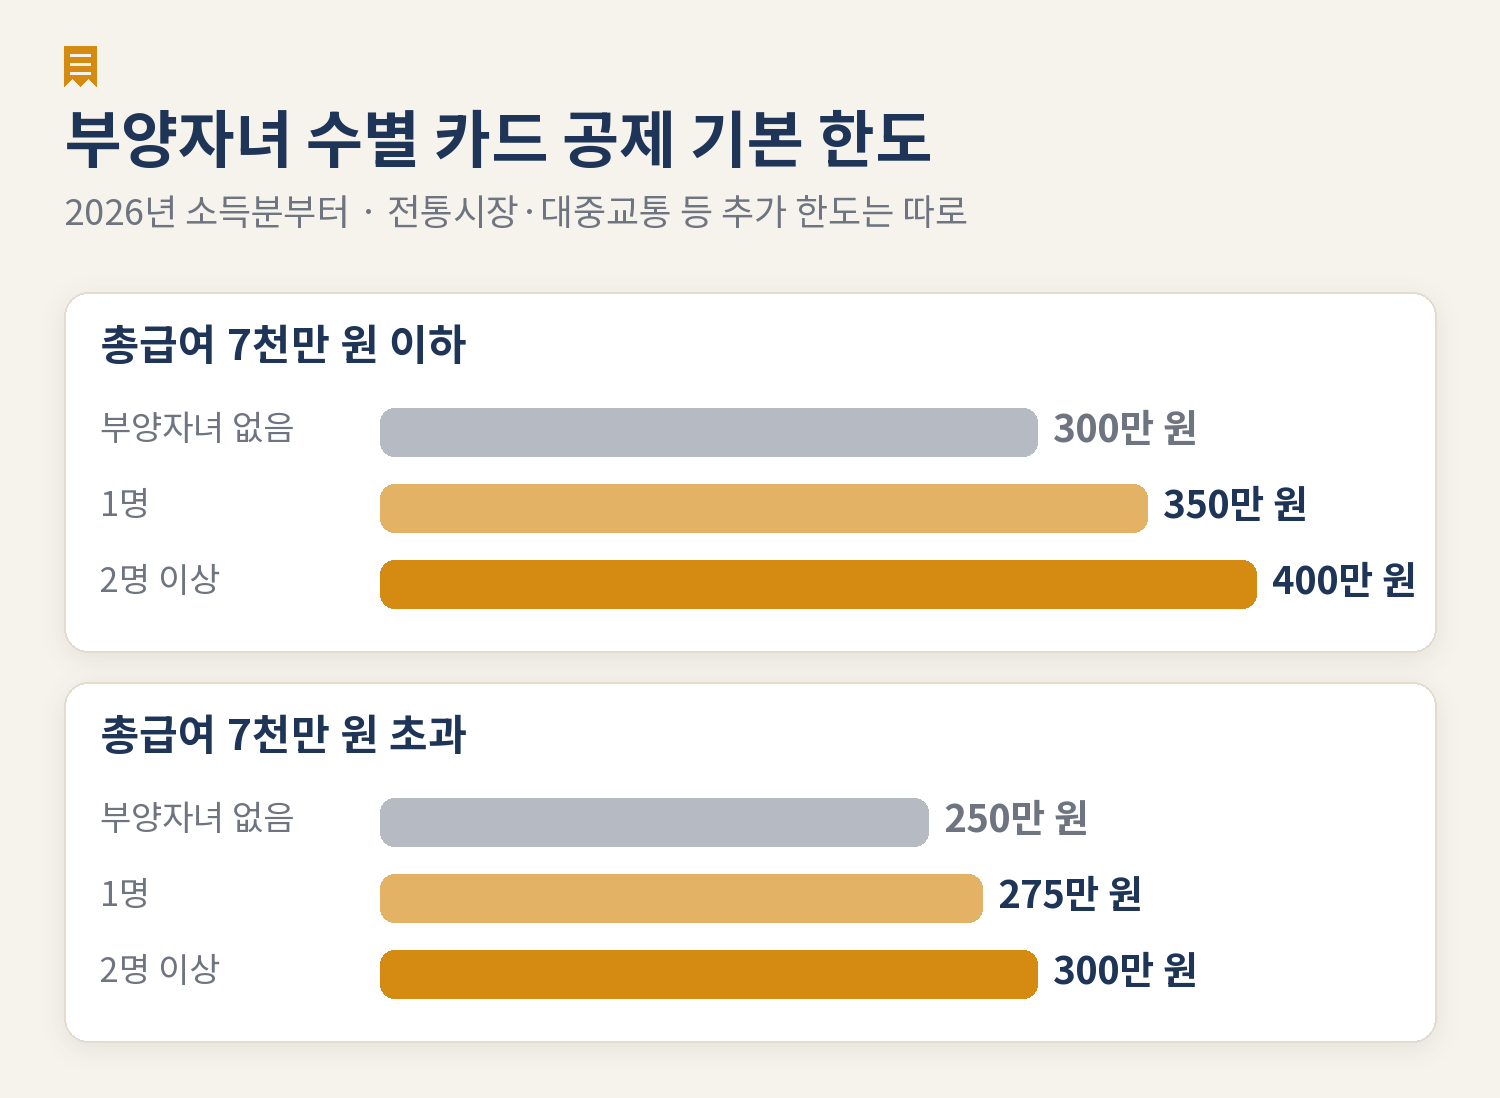 부양자녀 수별 카드 공제 기본 한도
2026년 소득분부터 · 전통시장·대중교통 등 추가 한도는 따로
총급여 7천만 원 이하
부양자녀 없음 300만 원
1명 350만 원
2명 이상 400만 원
총급여 7천만 원 초과
부양자녀 없음 250만 원
1명 275만 원
2명 이상 300만 원